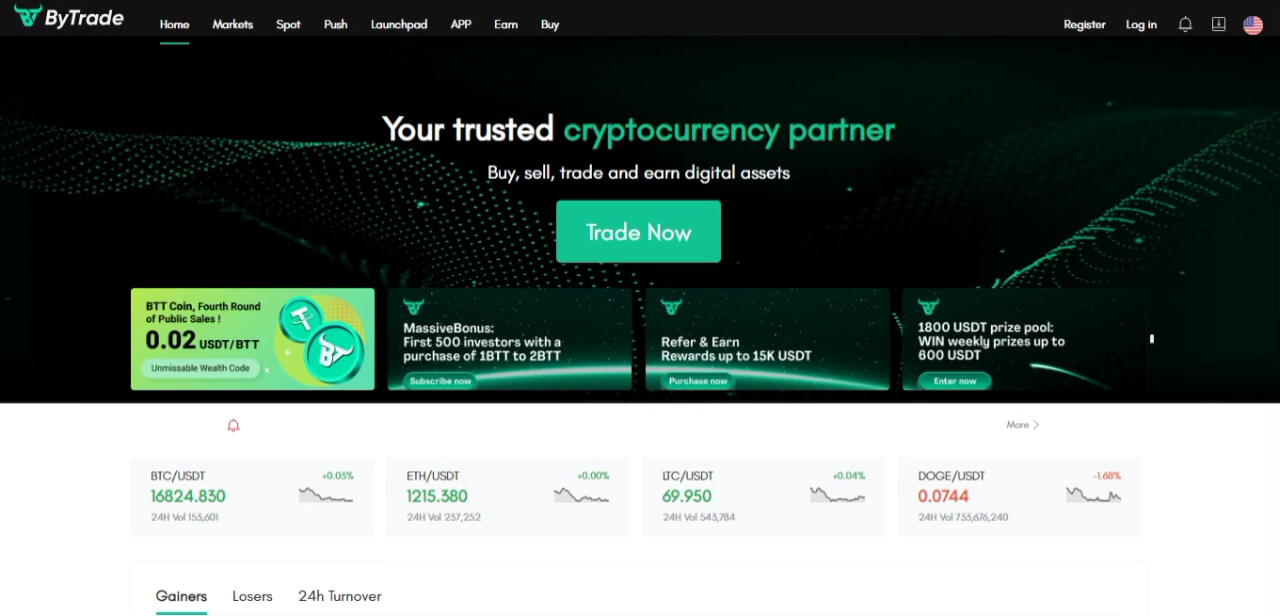 ByTrade
Home Markets Spot Push Launchpad APP Earn Buy Register Log in
Your trusted cryptocurrency partner
Buy, sell, trade and earn digital assets
Trade Now
BTT Coin, Fourth Round
of Public Sales !
0.02 USDT/BTT
Unmissable Wealth Code
MassiveBonus:
First 500 investors with a
purchase of 1BTT to 2BTT
Subscribe now
Refer & Earn
Rewards up to 15K USDT
Purchase now
1800 USDT prize pool:
WIN weekly prizes up to
600 USDT
Enter now
More
BTC/USDT +0.03%
16824.830
24H Vol 153,601
ETH/USDT +0.00%
1215.380
24H Vol 237,252
LTC/USDT +0.04%
69.950
24H Vol 543,784
DOGE/USDT -1.68%
0.0744
24H Vol 733,676,240
Gainers Losers 24h Turnover